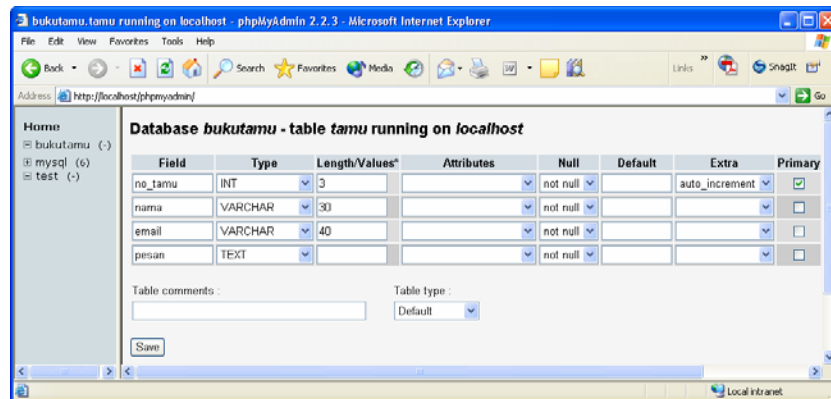 bukutamu.tamu running on localhost - phpMyAdmin 2.2.3 - Microsoft Internet Explorer
File Edit View Favorites Tools Help
Back Search Favorites Media Links » SnagIt
Address http://localhost/phpmyadmin/ Go
Home
bukutamu (-)
mysql (6)
test (-)
Database bukutamu - table tamu running on localhost
Field Type Length/Values* Attributes Null Default Extra Primary
no_tamu INT 3 not null auto_increment
nama VARCHAR 30 not null
email VARCHAR 40 not null
pesan TEXT not null
Table comments : Table type :
Default
Save
Local intranet